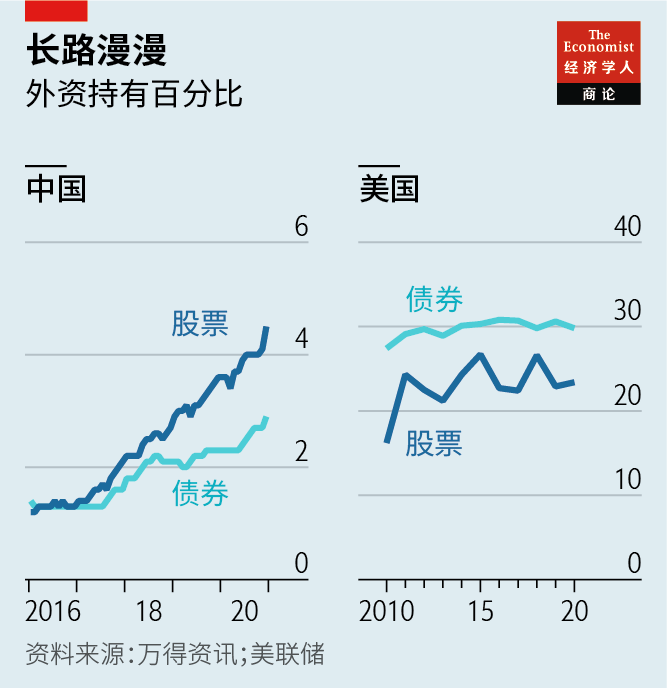 长路漫漫
外资持有百分比
The
Economist
经济学人
商论
中国
6
股票
4
2
债券
0
2016 18 20
美国
40
债券
30
20
股票
10
0
2010 15 20
资料来源：万得资讯；美联储